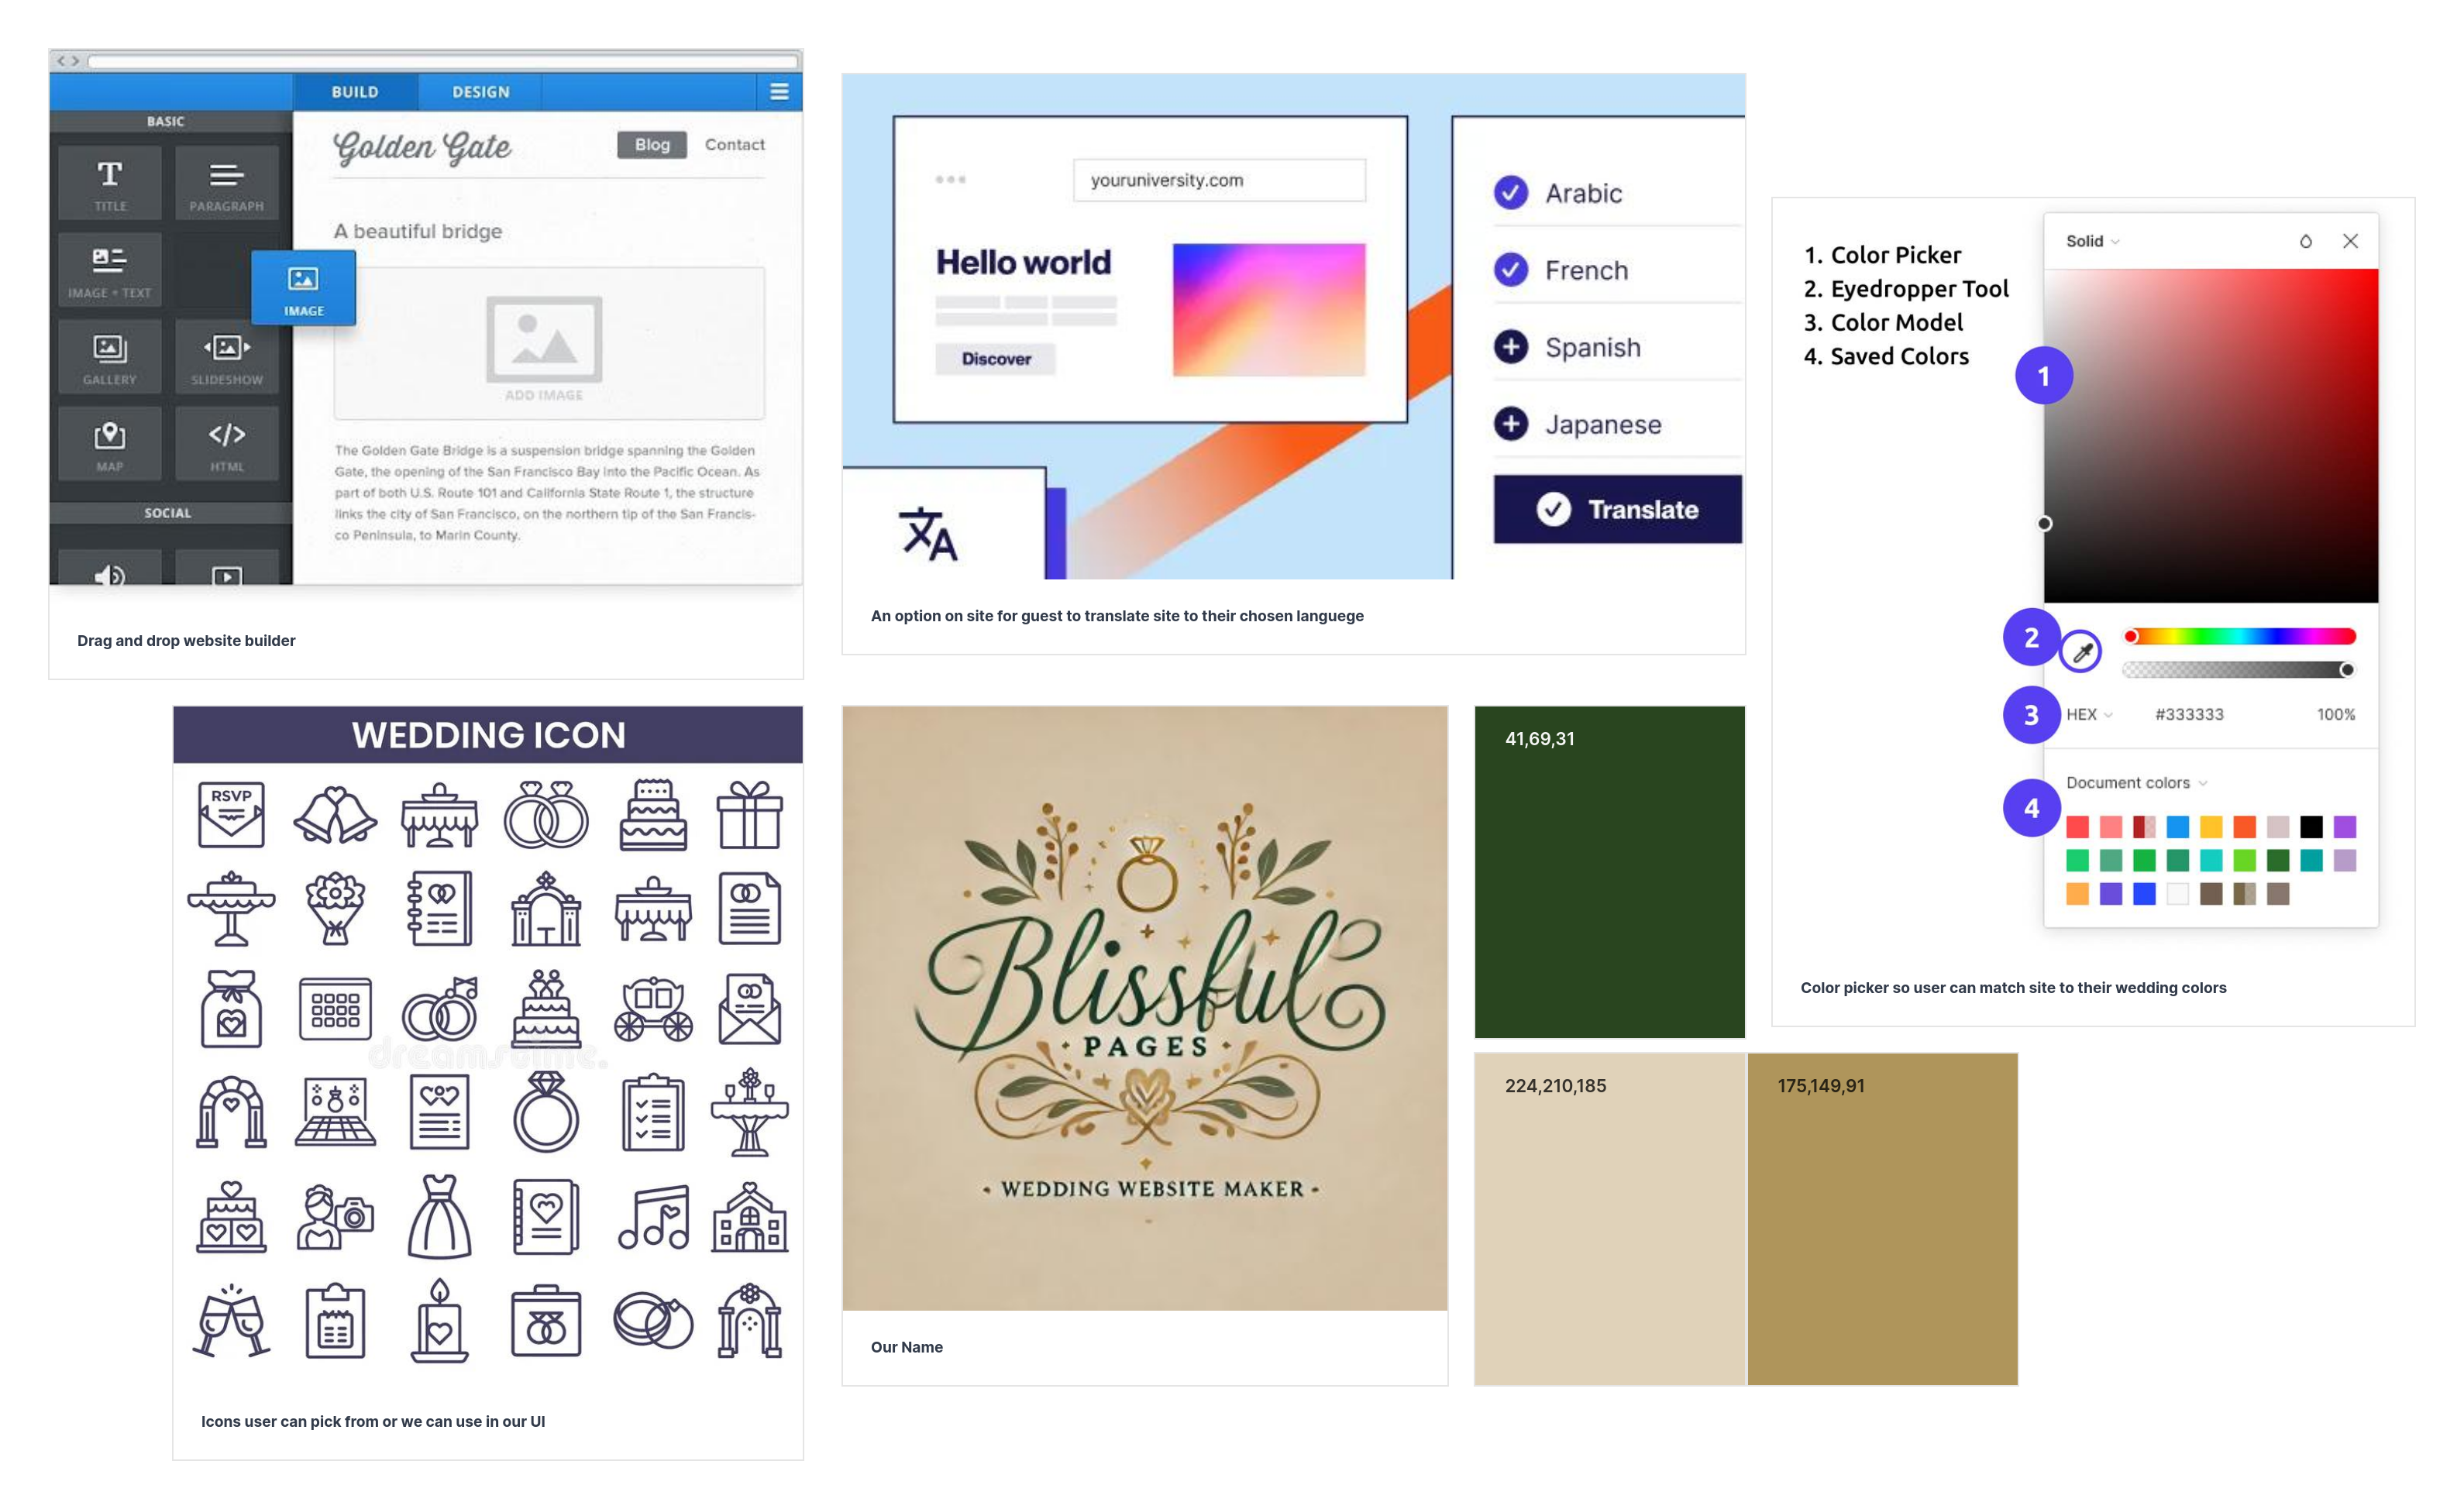 BUILD
DESIGN
BASIC
TITLE
PARAGRAPH
IMAGE + TEXT
IMAGE
GALLERY
SLIDESHOW
MAP
HTML
SOCIAL
Golden Gate
Blog
Contact
A beautiful bridge
ADD IMAGE
The Golden Gate Bridge is a suspension bridge spanning the Golden
Gate, the opening of the San Francisco Bay into the Pacific Ocean. As
part of both U.S. Route 101 and California State Route 1, the structure
links the city of San Francisco, on the northern tip of the San Francis-
co Peninsula, to Marin County.
Drag and drop website builder
youruniversity.com
Hello world
Discover
文A
Arabic
French
Spanish
Japanese
Translate
An option on site for guest to translate site to their chosen languege
1. Color Picker
2. Eyedropper Tool
3. Color Model
4. Saved Colors
Solid
1
2
3
HEX
#333333
100%
Document colors
4
Color picker so user can match site to their wedding colors
WEDDING ICON
RSVP
dreamstime.
Icons user can pick from or we can use in our UI
Blissful
PAGES
WEDDING WEBSITE MAKER
Our Name
41,69,31
224,210,185
175,149,91